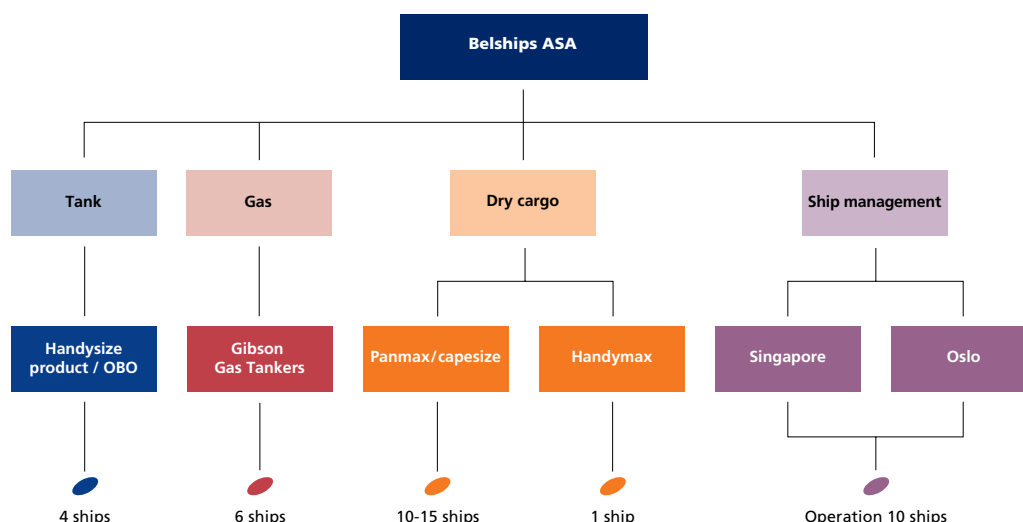 Belships ASA
Tank
Gas
Dry cargo
Ship management
Handysize
product / OBO
Gibson
Gas Tankers
Panmax/capesize
Handymax
Singapore
Oslo
4 ships
6 ships
10-15 ships
1 ship
Operation 10 ships